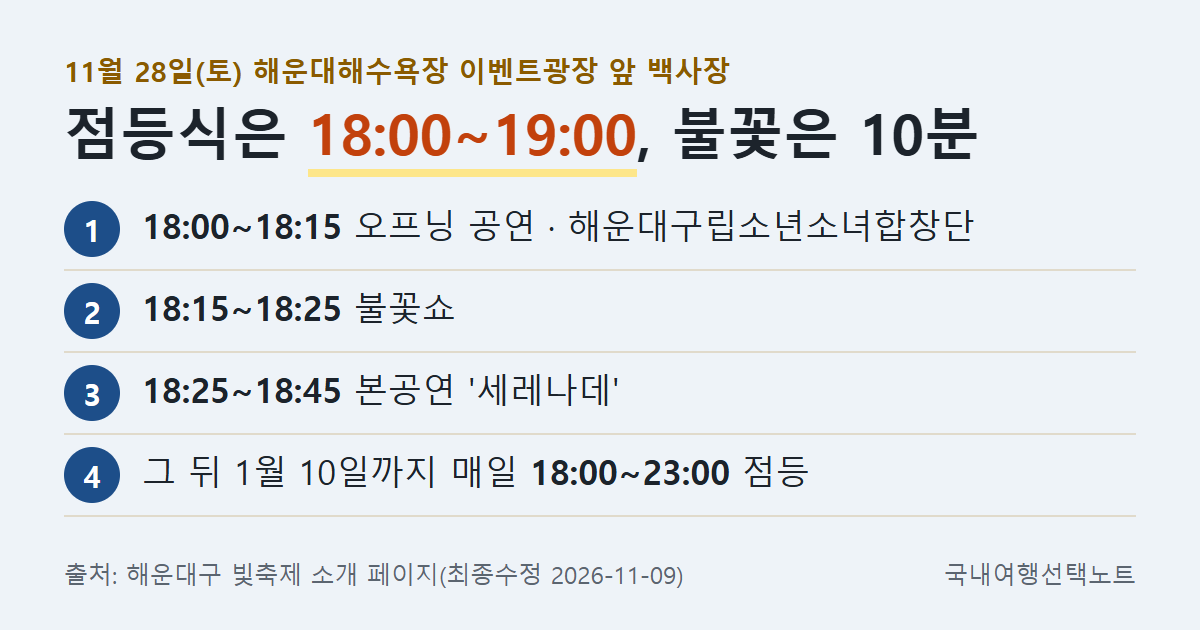 11월 28일(토) 해운대해수욕장 이벤트광장 앞 백사장
점등식은 18:00~19:00, 불꽃은 10분
1 18:00~18:15 오프닝 공연 · 해운대구립소년소녀합창단
2 18:15~18:25 불꽃쇼
3 18:25~18:45 본공연 '세레나데'
4 그 뒤 1월 10일까지 매일 18:00~23:00 점등
출처: 해운대구 빛축제 소개 페이지(최종수정 2026-11-09) 국내여행선택노트